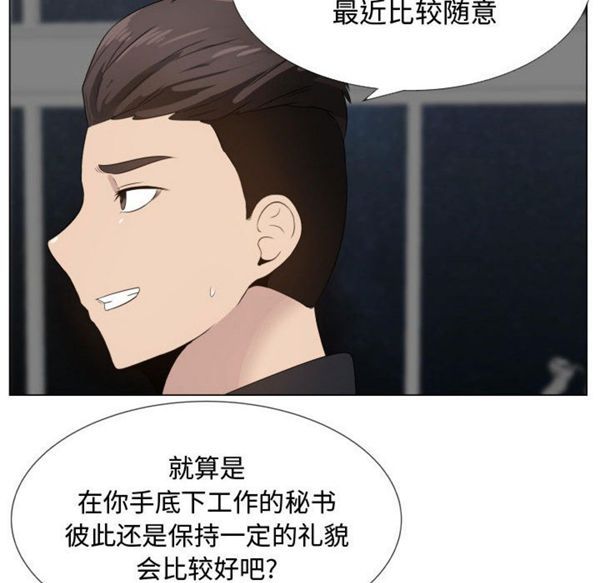 最近比较随意
就算是
在你手底下工作的秘书
彼此还是保持一定的礼貌
会比较好吧?